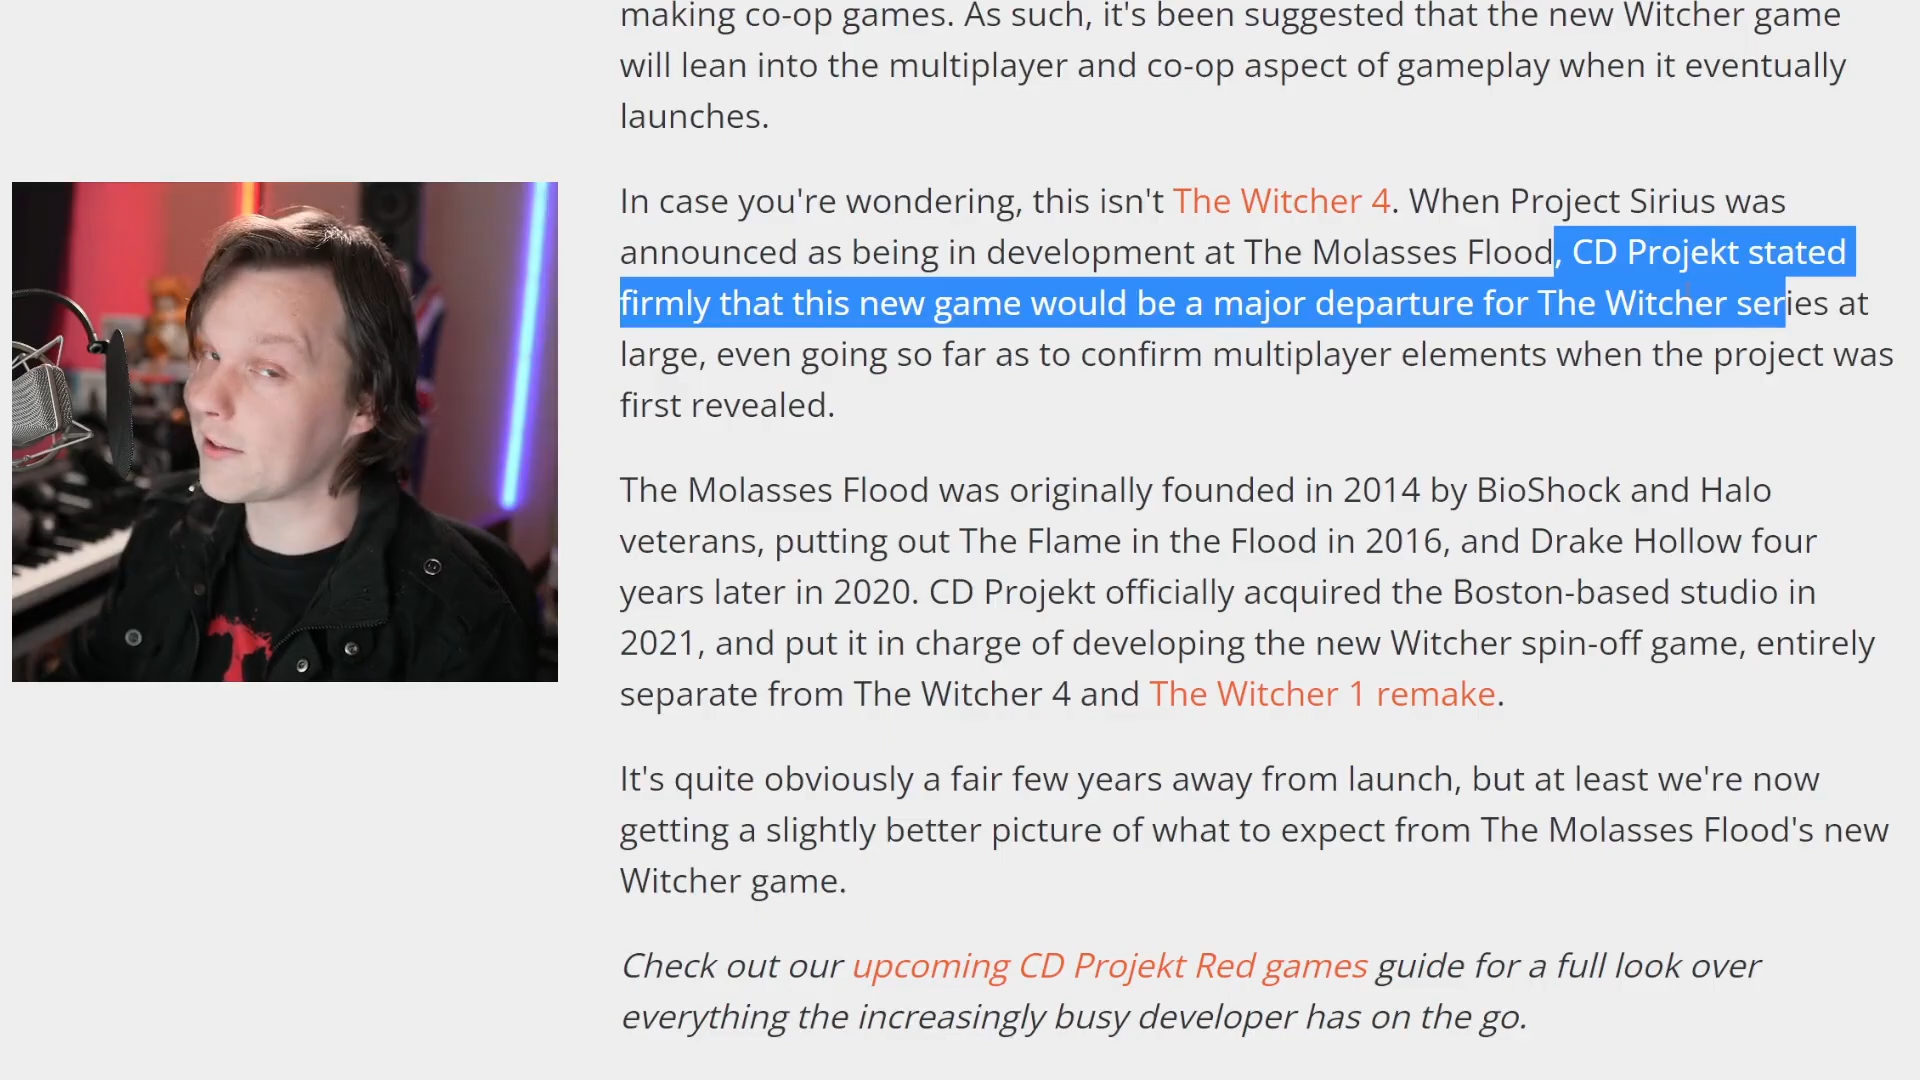 making co-op games. As such, it's been suggested that the new Witcher game
will lean into the multiplayer and co-op aspect of gameplay when it eventually
launches.
In case you're wondering, this isn't The Witcher 4. When Project Sirius was
announced as being in development at The Molasses Flood, CD Projekt stated
firmly that this new game would be a major departure for The Witcher series at
large, even going so far as to confirm multiplayer elements when the project was
first revealed.
The Molasses Flood was originally founded in 2014 by BioShock and Halo
veterans, putting out The Flame in the Flood in 2016, and Drake Hollow four
years later in 2020. CD Projekt officially acquired the Boston-based studio in
2021, and put it in charge of developing the new Witcher spin-off game, entirely
separate from The Witcher 4 and The Witcher 1 remake.
It's quite obviously a fair few years away from launch, but at least we're now
getting a slightly better picture of what to expect from The Molasses Flood's new
Witcher game.
Check out our upcoming CD Projekt Red games guide for a full look over
everything the increasingly busy developer has on the go.